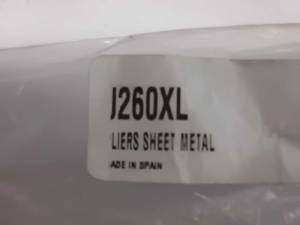 J260XL
LIERS SHEET METAL
ADE IN SPAIN